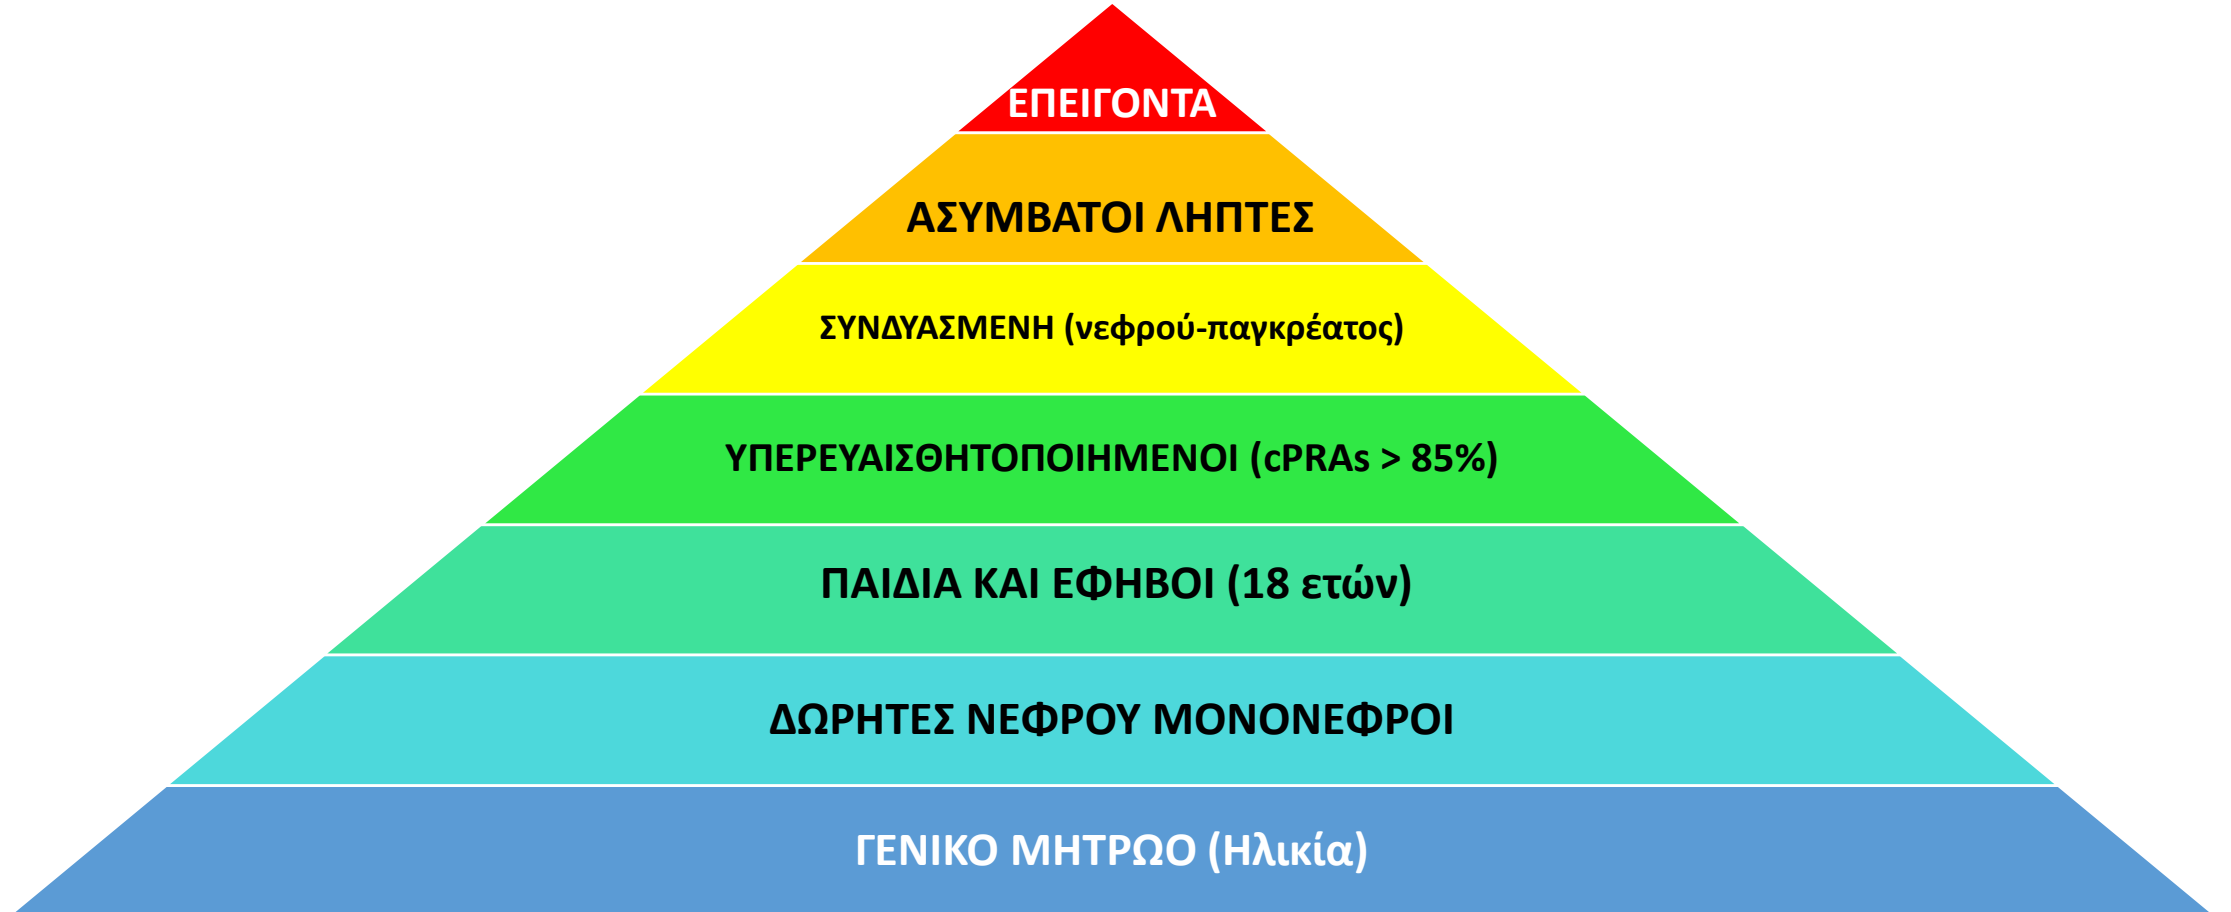 ΕΠΕΙΓΟΝΤΑ
ΑΣΥΜΒΑΤΟΙ ΛΗΠΤΕΣ
ΣΥΝΔΥΑΣΜΕΝΗ (νεφρού-παγκρέατος)
ΥΠΕΡΕΥΑΙΣΘΗΤΟΠΟΙΗΜΕΝΟΙ (cPRAs > 85%)
ΠΑΙΔΙΑ ΚΑΙ ΕΦΗΒΟΙ (18 ετών)
ΔΩΡΗΤΕΣ ΝΕΦΡΟΥ ΜΟΝΟΝΕΦΡΟΙ
ΓΕΝΙΚΟ ΜΗΤΡΩΟ (Ηλικία)